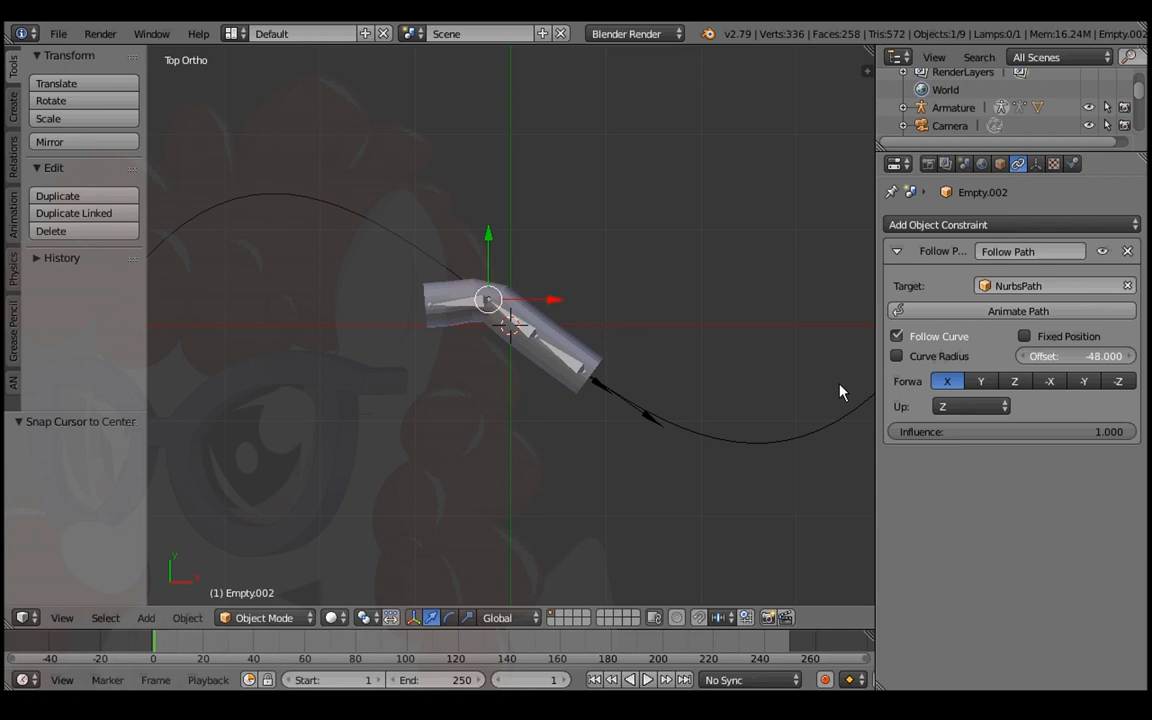 File Render Window Help Default Scene Blender Render v2.79 | Verts:336 | Faces:258 | Tris:572 | Objects:1/9 | Lamps:0/1 | Mem:16.24M | Empty.002
Transform
Top Ortho
View Search All Scenes
Tools
RenderLayers
Translate
World
Rotate
Create
Armature
Scale
Camera
Mirror
Relations
Edit
Duplicate
Empty.002
Duplicate Linked
Animation
Add Object Constraint
Delete
Follow P... Follow Path
History
Physics
Target: NurbsPath
Animate Path
Grease Pencil
Follow Curve Fixed Position
Curve Radius Offset: -48.000
AN
Forwa X Y Z -X -Y -Z
Up: Z
Snap Cursor to Center
Influence: 1.000
y
x
(1) Empty.002
View Select Add Object Object Mode Global
-40 -20 0 20 40 60 80 100 120 140 160 180 200 220 240 260
View Marker Frame Playback Start: 1 End: 250 1 No Sync